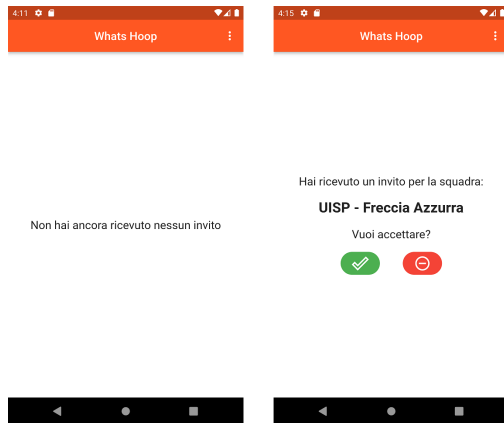 4:11
Whats Hoop
Non hai ancora ricevuto nessun invito
4:15
Whats Hoop
Hai ricevuto un invito per la squadra:
UISP - Freccia Azzurra
Vuoi accettare?